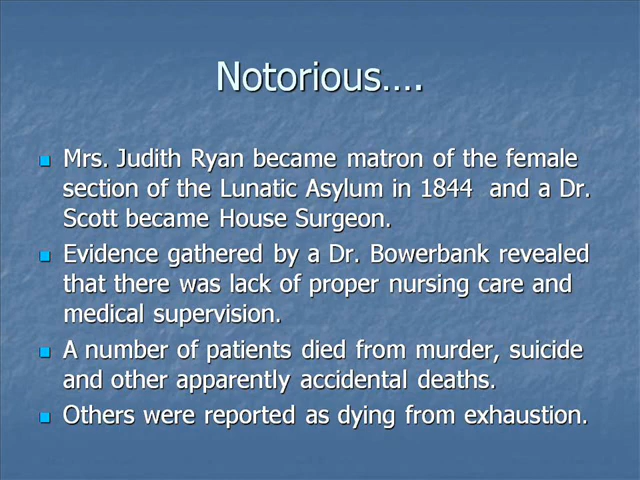 Notorious….
Mrs. Judith Ryan became matron of the female
section of the Lunatic Asylum in 1844  and a Dr.
Scott became House Surgeon.
Evidence gathered by a Dr. Bowerbank revealed
that there was lack of proper nursing care and
medical supervision.
A number of patients died from murder, suicide
and other apparently accidental deaths.
Others were reported as dying from exhaustion.